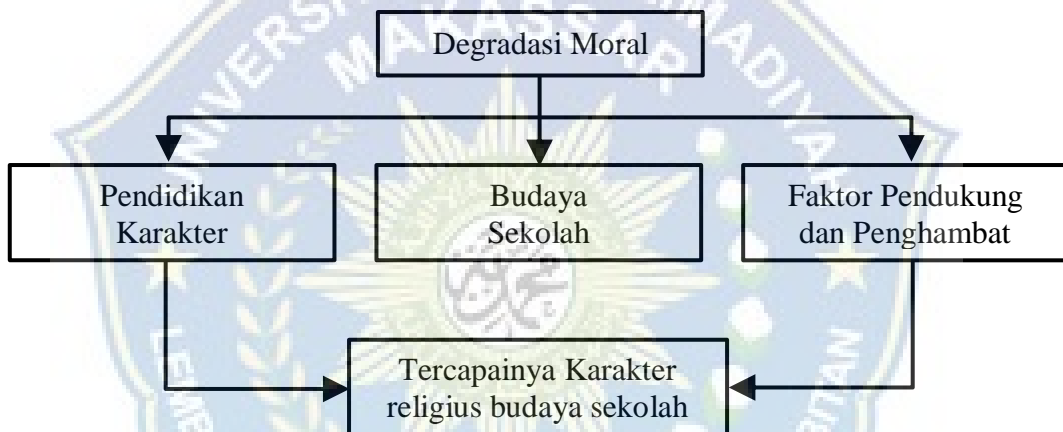 MAKASSAR
Degradasi Moral
Pendidikan
Karakter
Budaya
Sekolah
Faktor Pendukung
dan Penghambat
Tercapainya Karakter
religius budaya sekolah